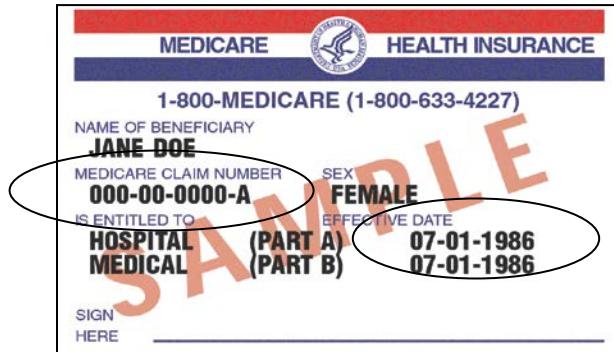 MEDICARE HEALTH INSURANCE
1-800-MEDICARE (1-800-633-4227)
NAME OF BENEFICIARY
JANE DOE
MEDICARE CLAIM NUMBER SEX
000-00-0000-A FEMALE
IS ENTITLED TO EFFECTIVE DATE
HOSPITAL (PART A) 07-01-1986
MEDICAL (PART B) 07-01-1986
SAMPLE
SIGN
HERE